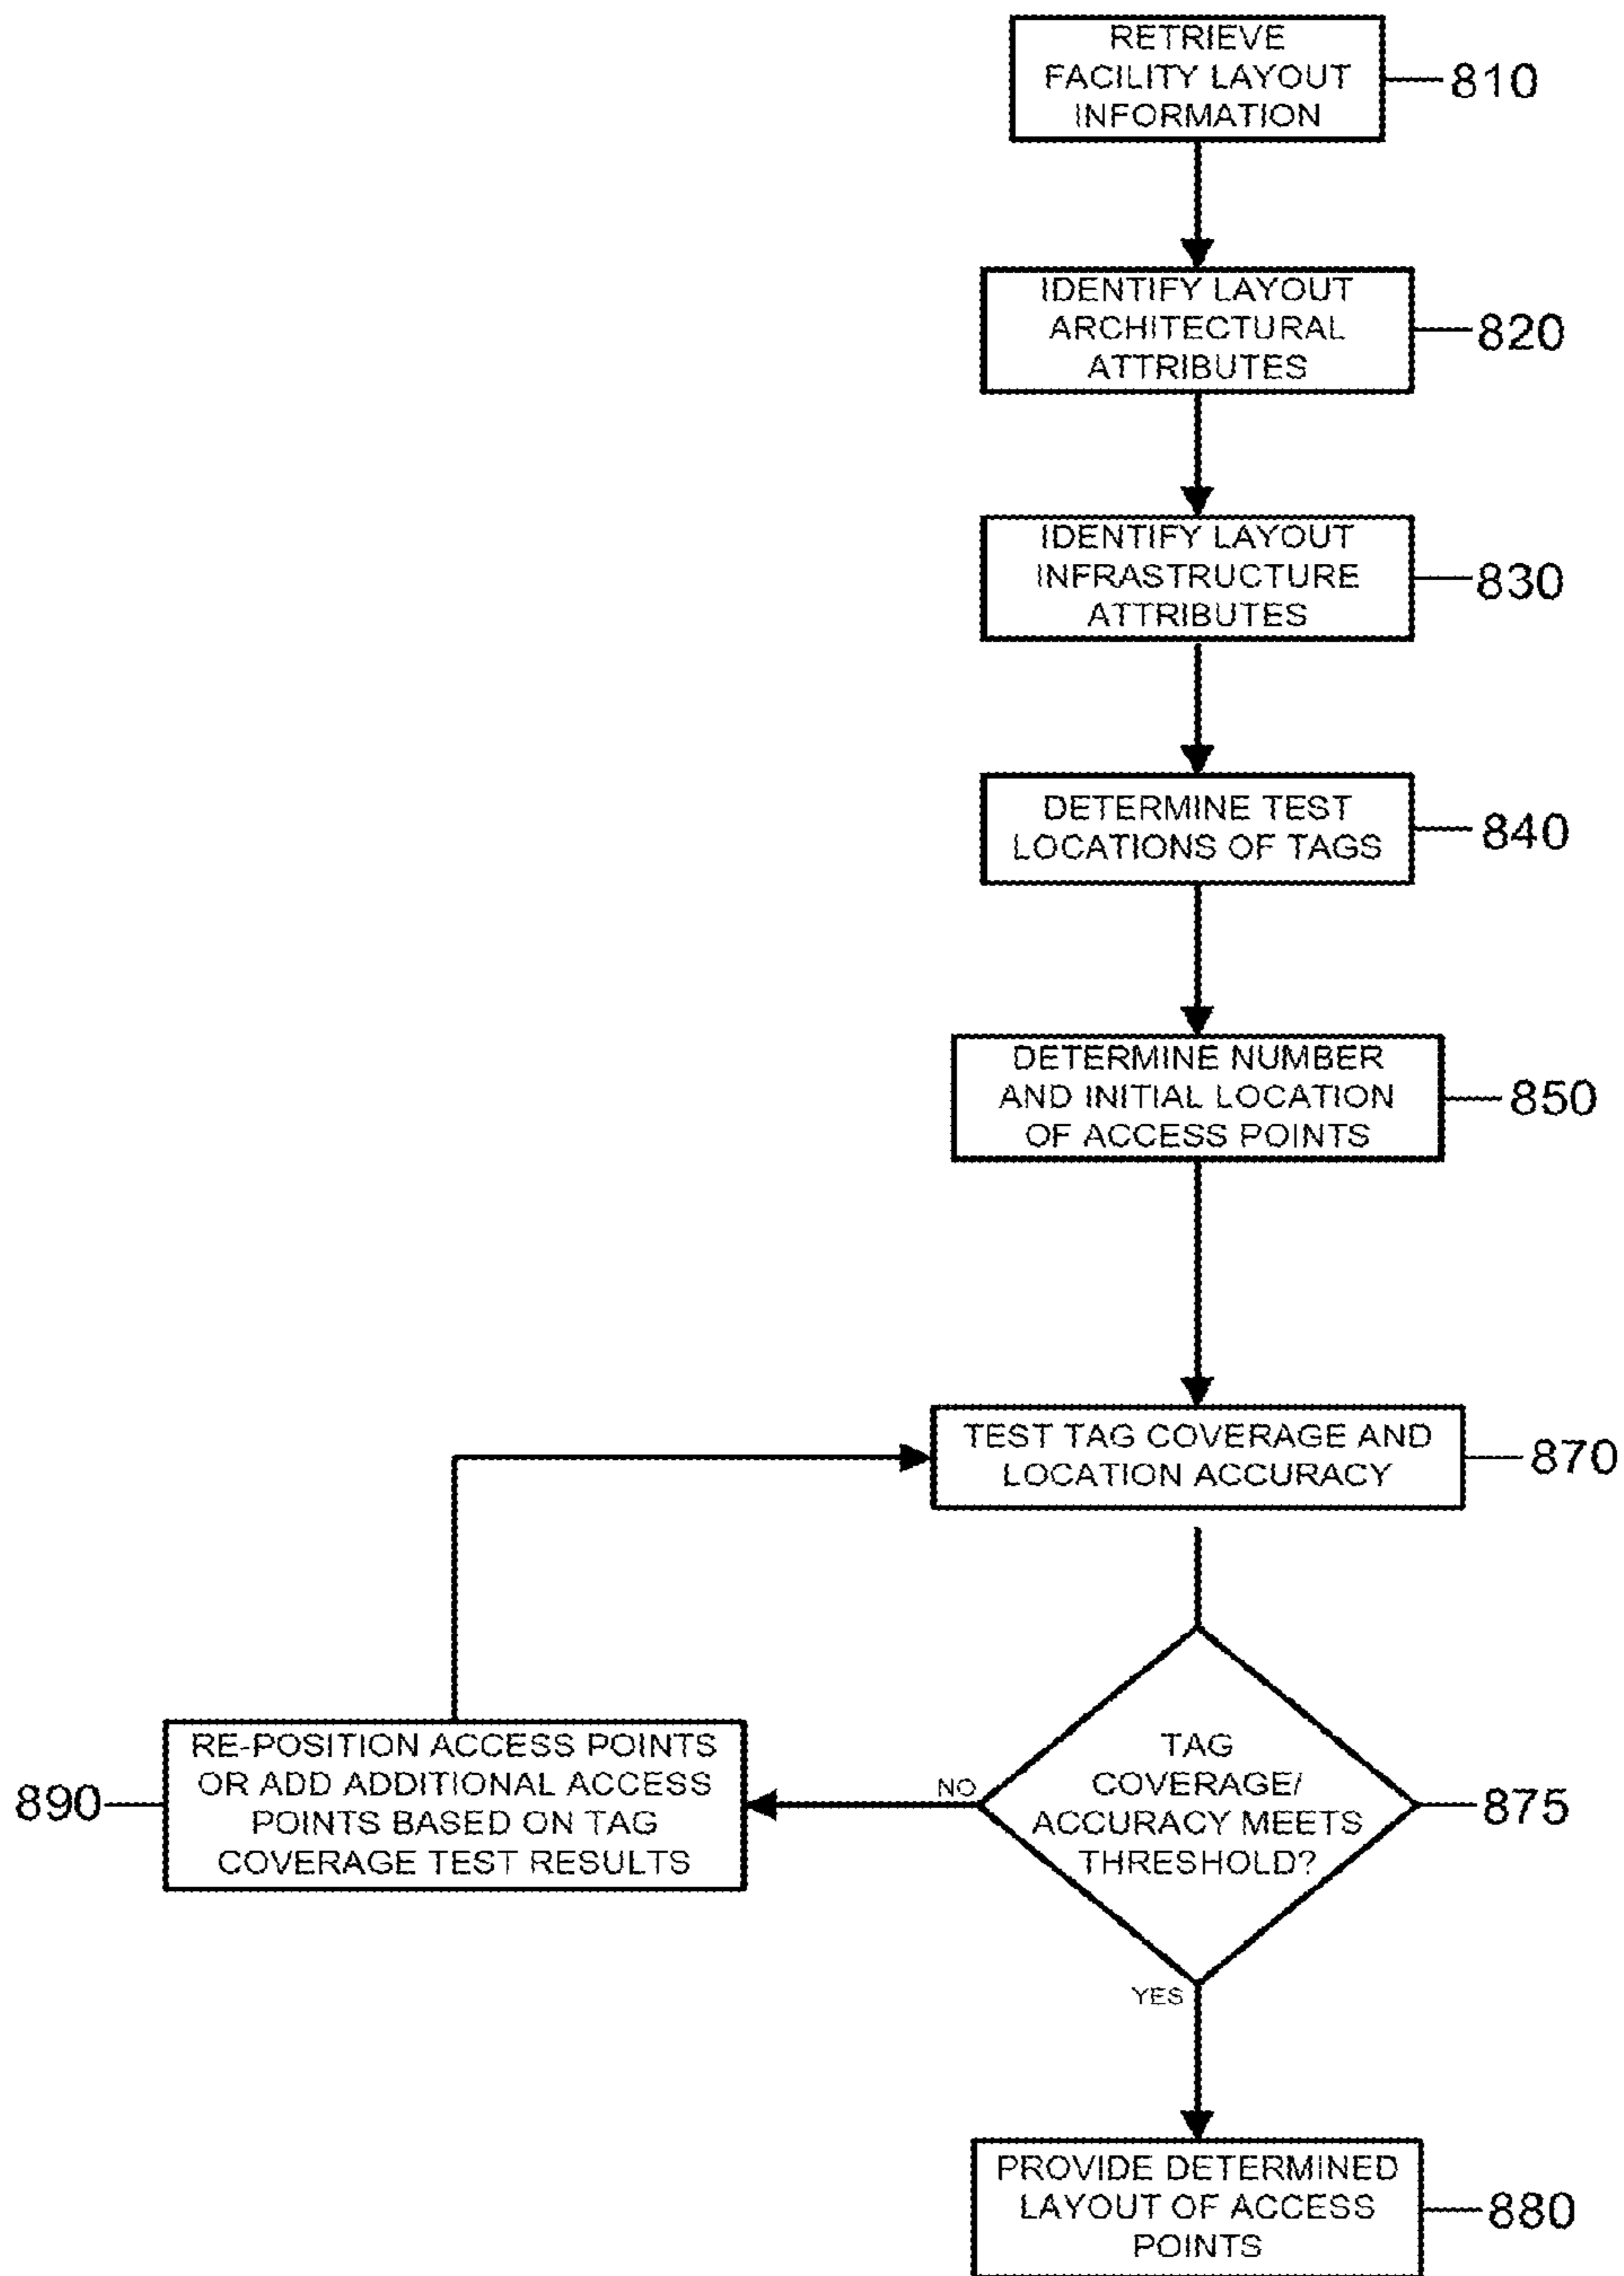 RETRIEVE
FACILITY LAYOUT
INFORMATION
810
IDENTIFY LAYOUT
ARCHITECTURAL
ATTRIBUTES
820
IDENTIFY LAYOUT
INFRASTRUCTURE
ATTRIBUTES
830
DETERMINE TEST
LOCATIONS OF TAGS
840
DETERMINE NUMBER
AND INITIAL LOCATION
OF ACCESS POINTS
850
TEST TAG COVERAGE AND
LOCATION ACCURACY
870
TAG
COVERAGE/
ACCURACY MEETS
THRESHOLD?
875
NO
RE-POSITION ACCESS POINTS
OR ADD ADDITIONAL ACCESS
POINTS BASED ON TAG
COVERAGE TEST RESULTS
890
YES
PROVIDE DETERMINED
LAYOUT OF ACCESS
POINTS
880